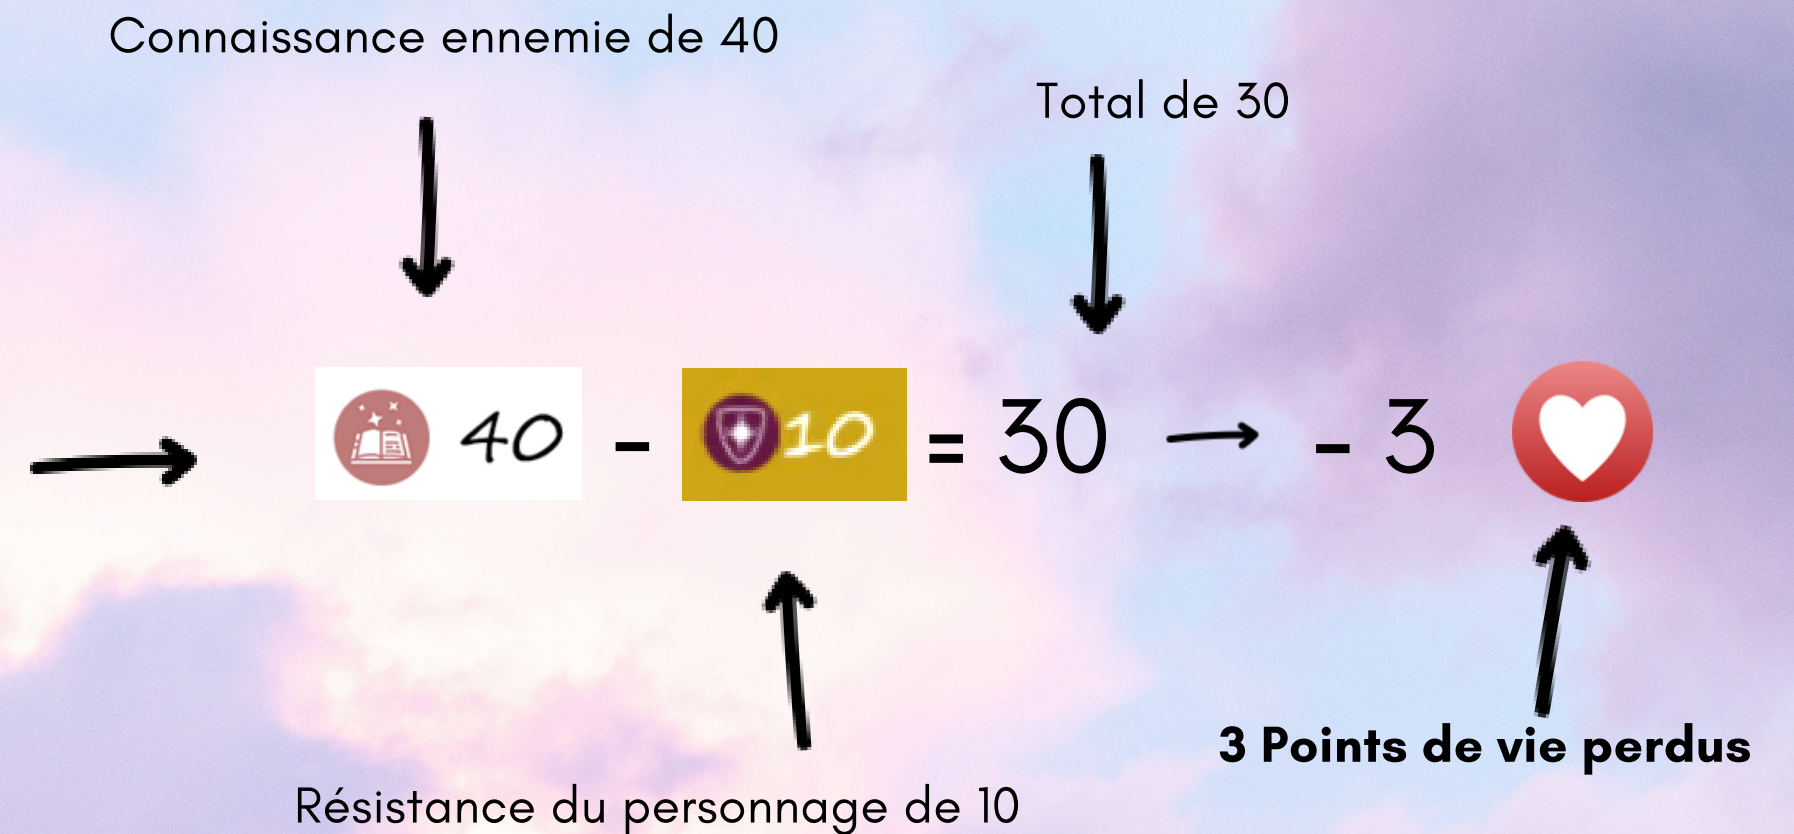 Connaissance ennemie de 40
Total de 30
40 - 10 = 30 → - 3
3 Points de vie perdus
Résistance du personnage de 10